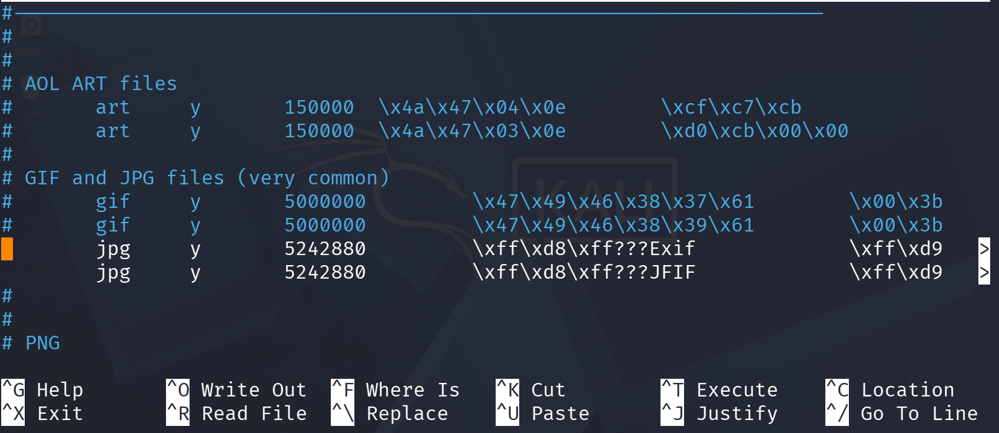 #---------------------------------------------------------------------
#
#
# AOL ART files
#       art     y       150000  \x4a\x47\x04\x0e        \xcf\xc7\xcb
#       art     y       150000  \x4a\x47\x03\x0e        \xd0\xcb\x00\x00
#
# GIF and JPG files (very common)
#       gif     y       5000000         \x47\x49\x46\x38\x37\x61        \x00\x3b
#       gif     y       5000000         \x47\x49\x46\x38\x39\x61        \x00\x3b
        jpg     y       5242880         \xff\xd8\xff???Exif             \xff\xd9   >
        jpg     y       5242880         \xff\xd8\xff???JFIF             \xff\xd9   >
#
#
# PNG
^G Help       ^O Write Out  ^F Where Is   ^K Cut        ^T Execute    ^C Location
^X Exit       ^R Read File  ^\ Replace    ^U Paste      ^J Justify    ^/ Go To Line
File System
Trash
KALI